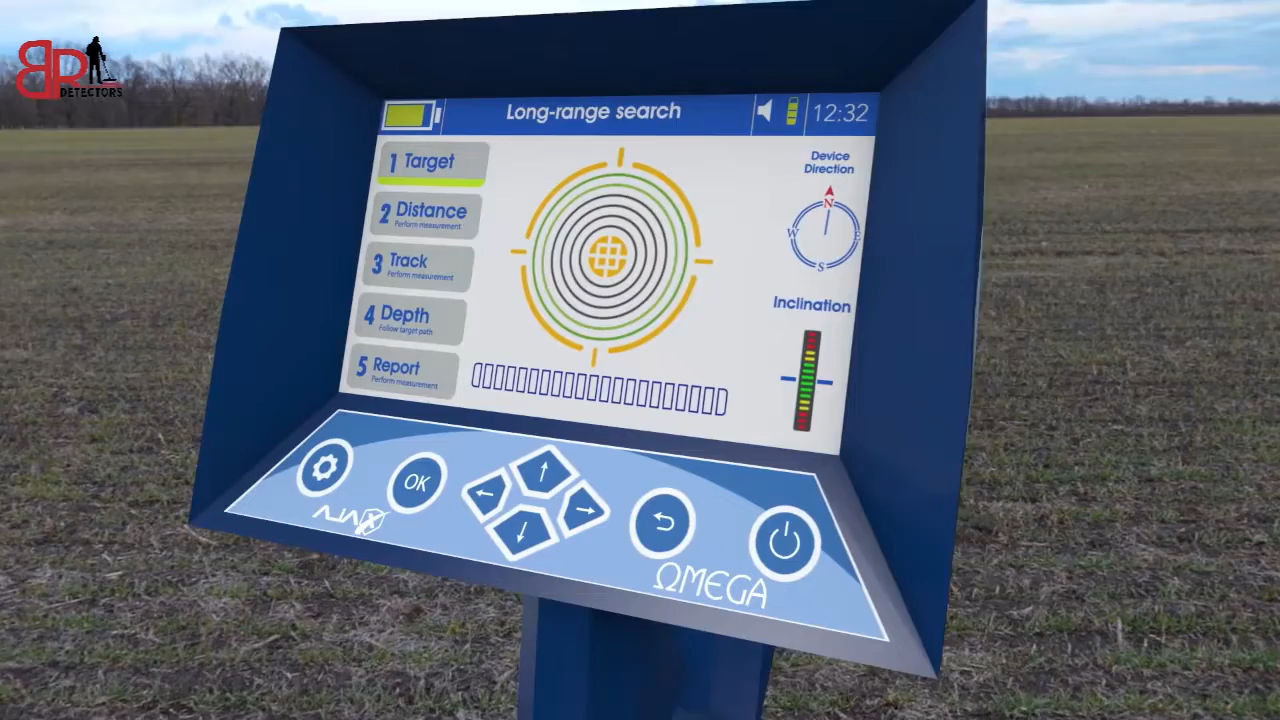 BR
DETECTORS
Long-range search
12:32
1 Target
2 Distance
Perform measurement
3 Track
Perform measurement
4 Depth
Follow target path
5 Report
Perform measurement
Device
Direction
N
W
E
S
Inclination
OK
AJAX
ΩMEGA